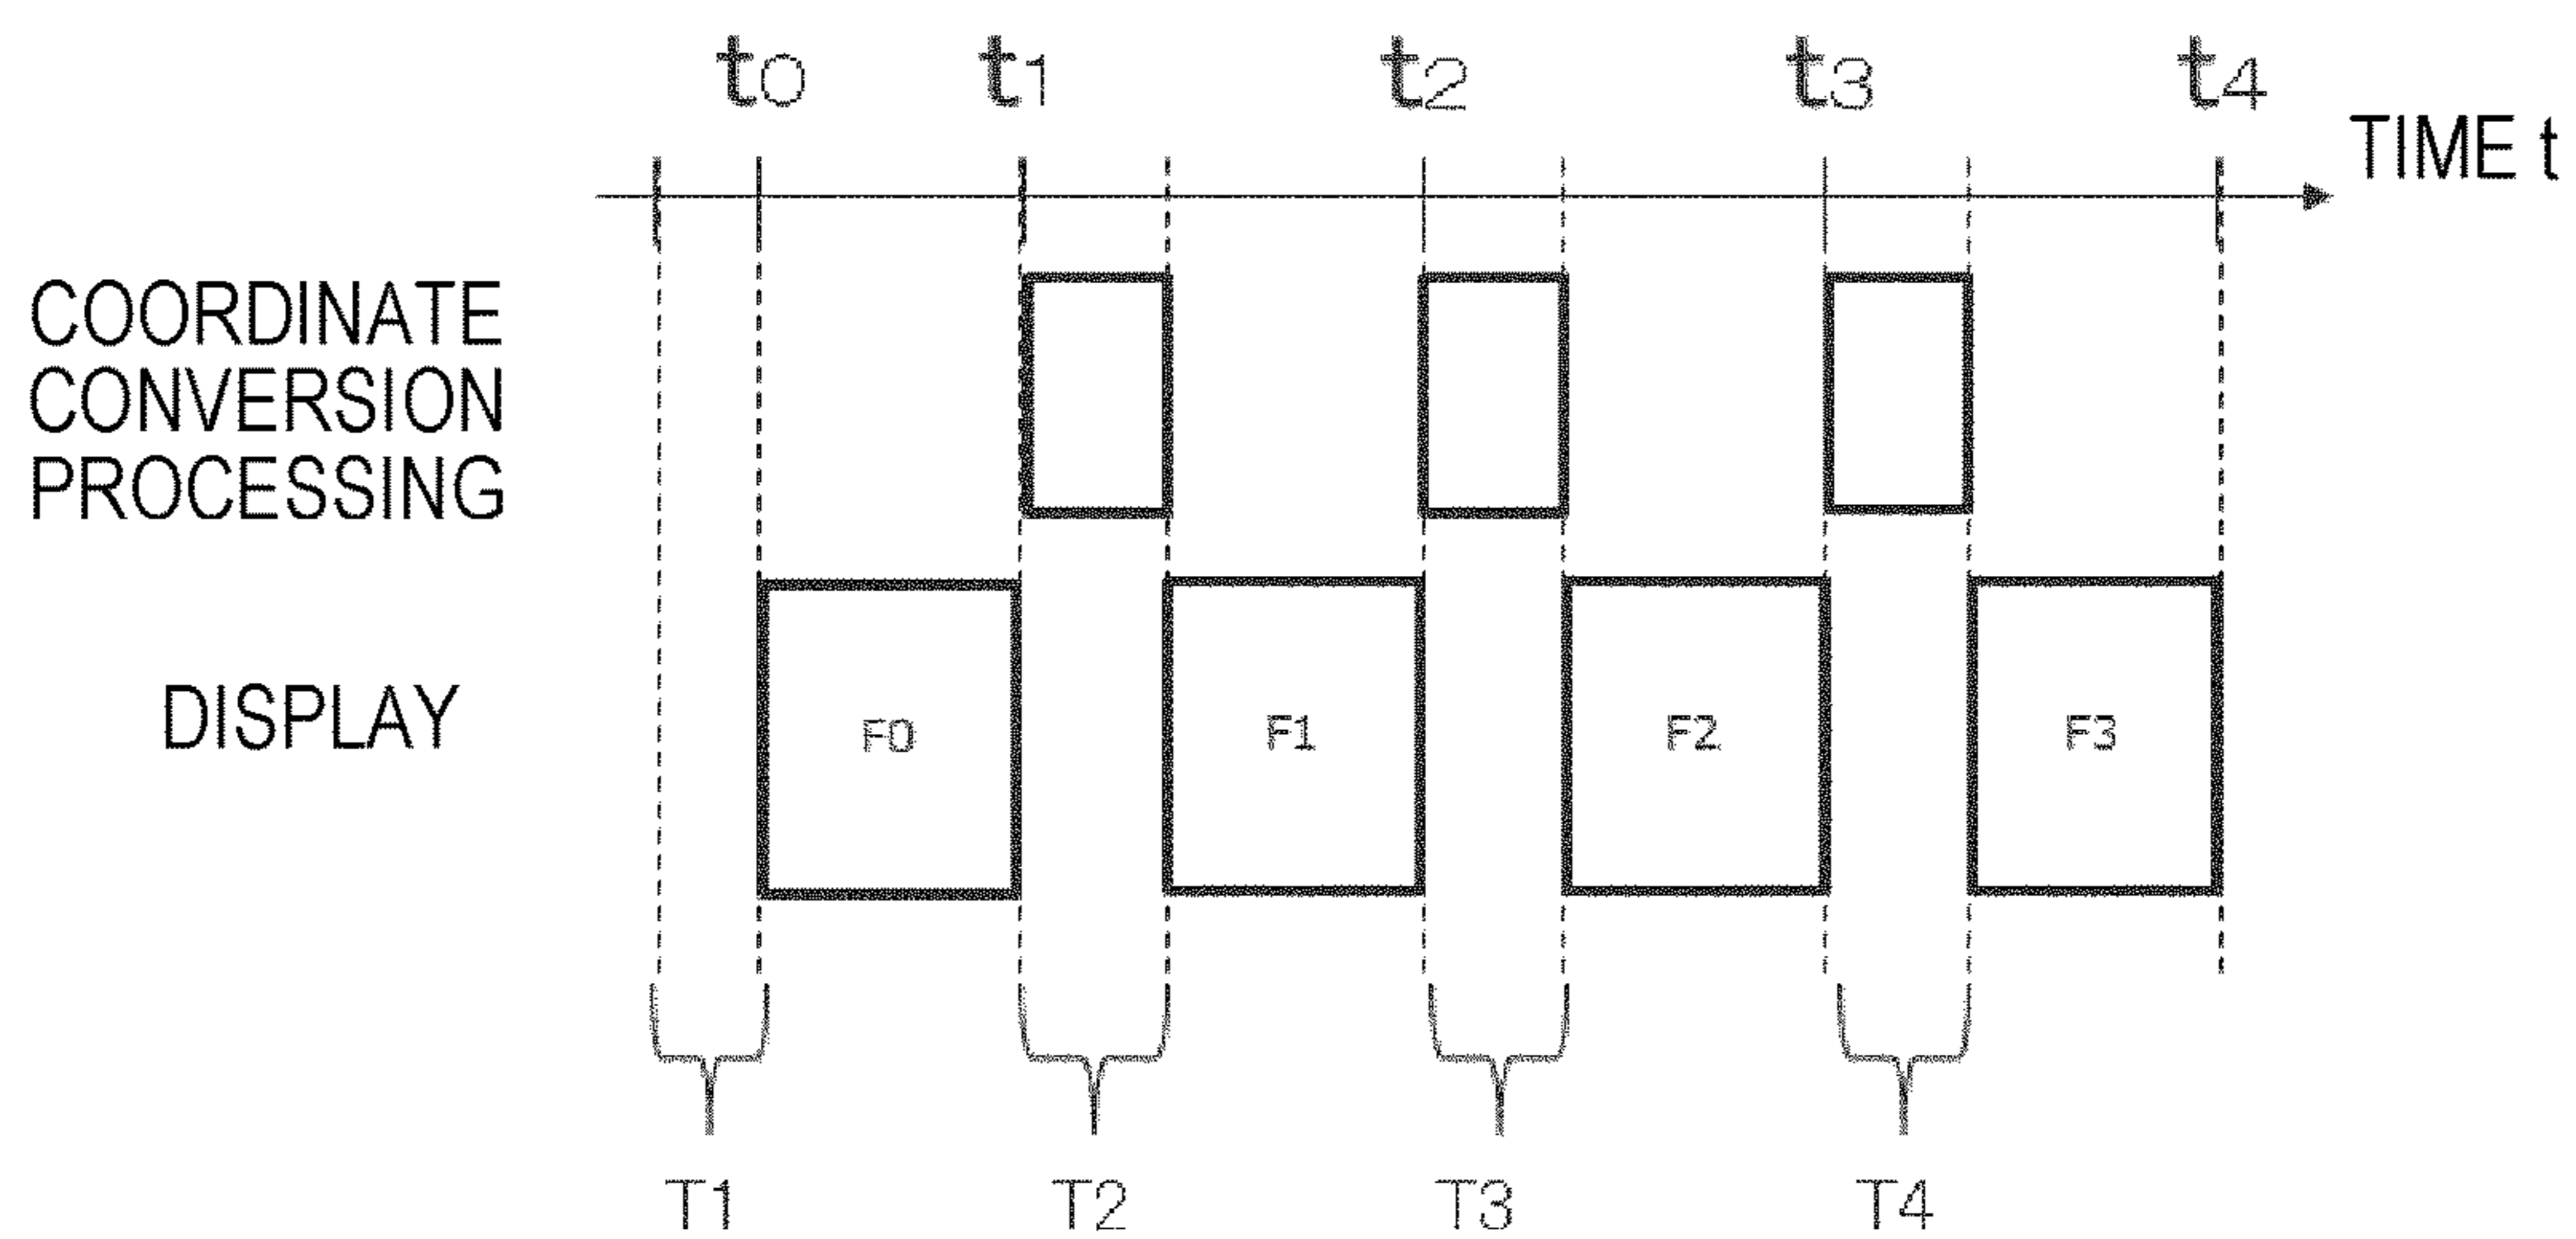 t0 t1 t2 t3 t4
TIME t
COORDINATE
CONVERSION
PROCESSING
DISPLAY
F0 F1 F2 F3
T1 T2 T3 T4